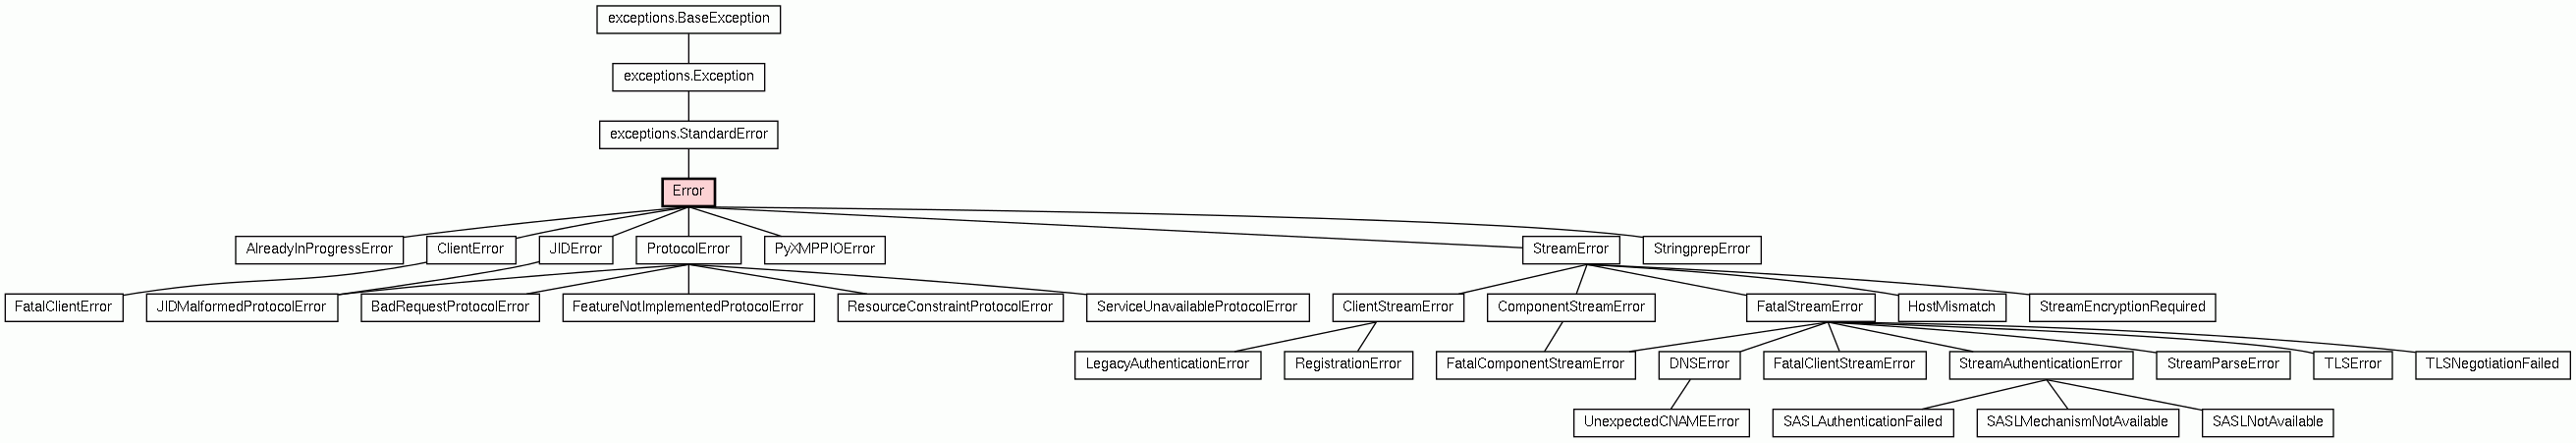 exceptions.BaseException
exceptions.Exception
exceptions.StandardError
Error
AlreadyInProgressError
ClientError
JIDError
ProtocolError
PyXMPPIOError
StreamError
StringprepError
FatalClientError
JIDMalformedProtocolError
BadRequestProtocolError
FeatureNotImplementedProtocolError
ResourceConstraintProtocolError
ServiceUnavailableProtocolError
ClientStreamError
ComponentStreamError
FatalStreamError
HostMismatch
StreamEncryptionRequired
LegacyAuthenticationError
RegistrationError
FatalComponentStreamError
DNSError
FatalClientStreamError
StreamAuthenticationError
StreamParseError
TLSError
TLSNegotiationFailed
UnexpectedCNAMEError
SASLAuthenticationFailed
SASLMechanismNotAvailable
SASLNotAvailable